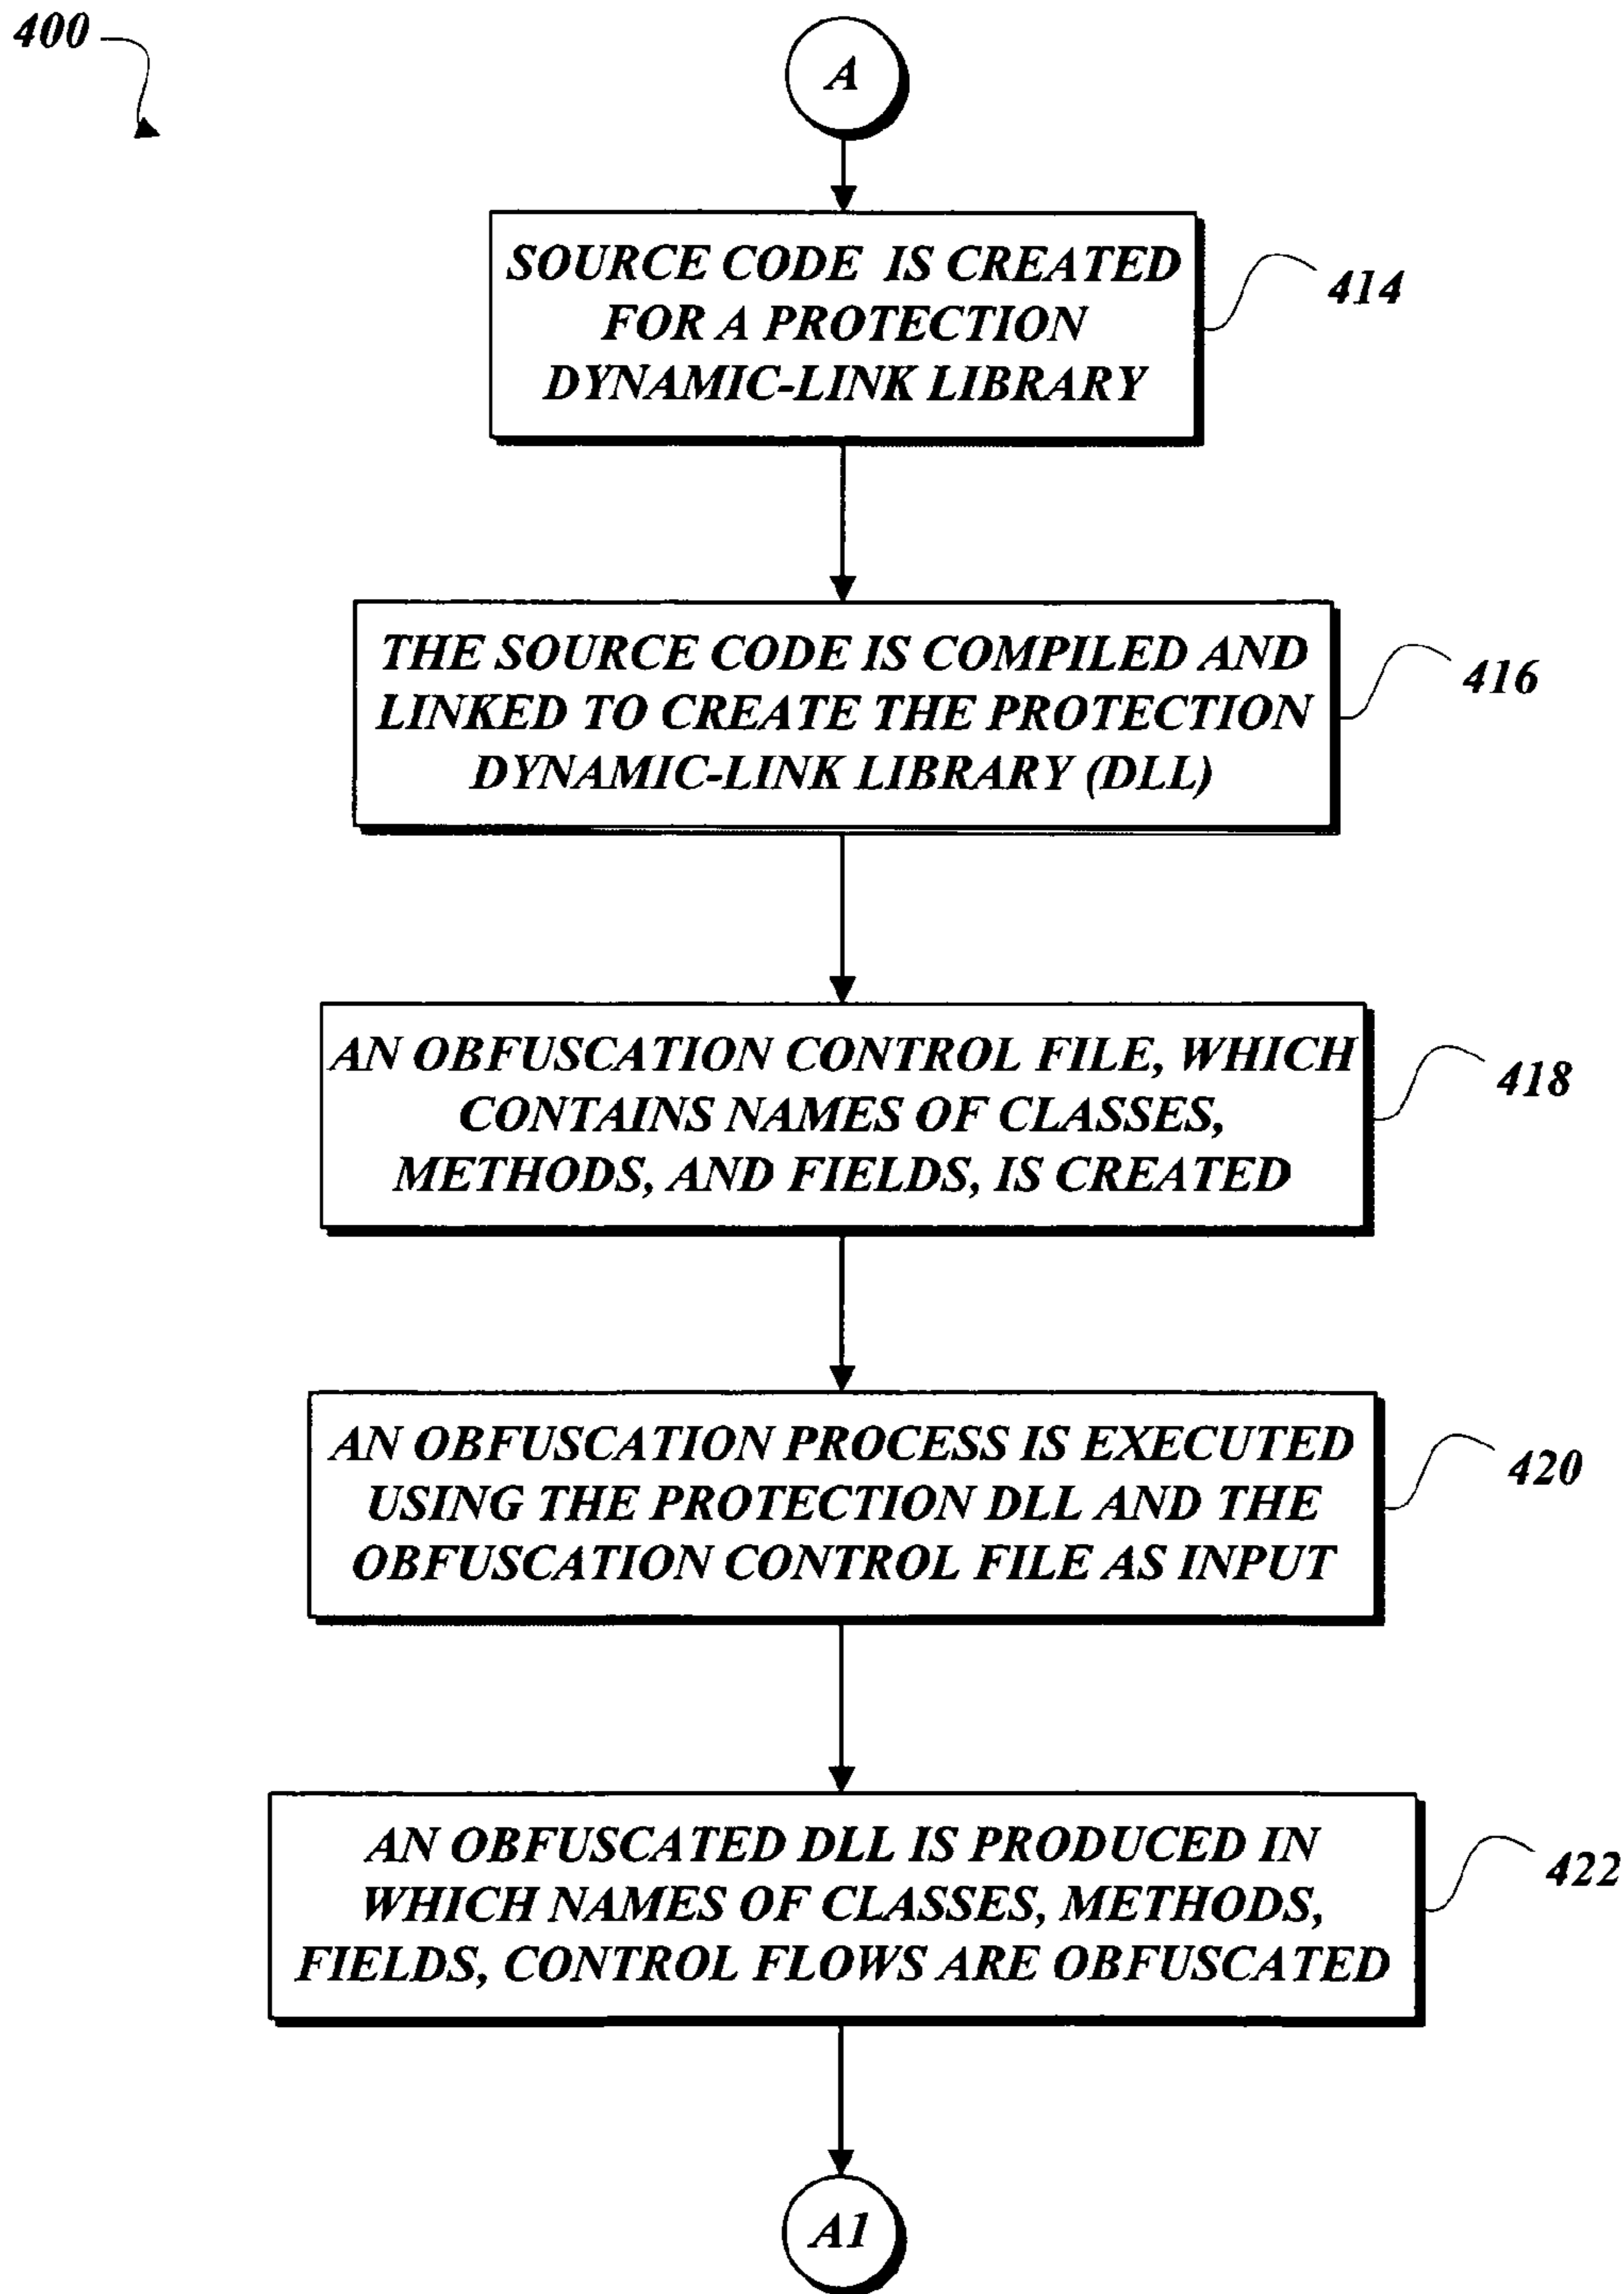 400
A
SOURCE CODE IS CREATED
FOR A PROTECTION
DYNAMIC-LINK LIBRARY
414
THE SOURCE CODE IS COMPILED AND
LINKED TO CREATE THE PROTECTION
DYNAMIC-LINK LIBRARY (DLL)
416
AN OBFUSCATION CONTROL FILE, WHICH
CONTAINS NAMES OF CLASSES,
METHODS, AND FIELDS, IS CREATED
418
AN OBFUSCATION PROCESS IS EXECUTED
USING THE PROTECTION DLL AND THE
OBFUSCATION CONTROL FILE AS INPUT
420
AN OBFUSCATED DLL IS PRODUCED IN
WHICH NAMES OF CLASSES, METHODS,
FIELDS, CONTROL FLOWS ARE OBFUSCATED
422
A1